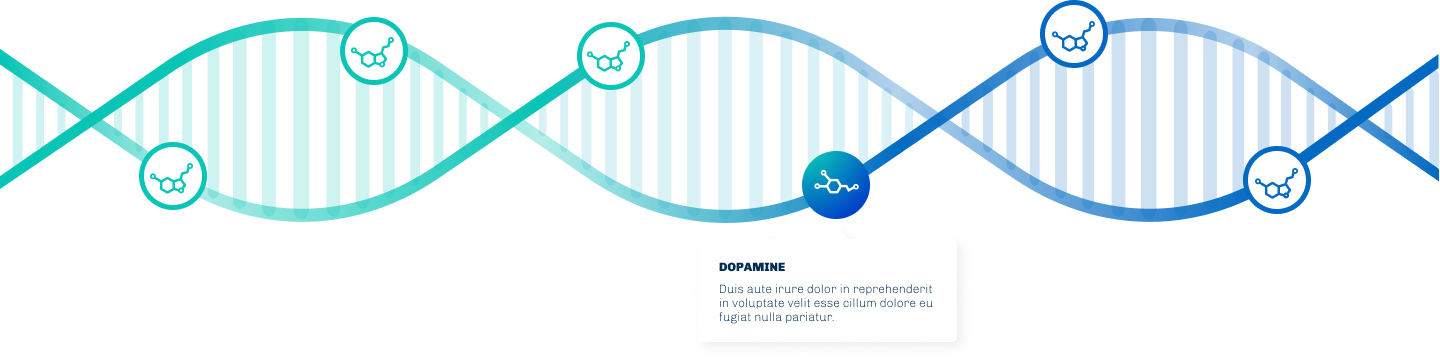 DOPAMINE
Duis aute irure dolor in reprehenderit
in voluptate velit esse cillum dolore eu
fugiat nulla pariatur.